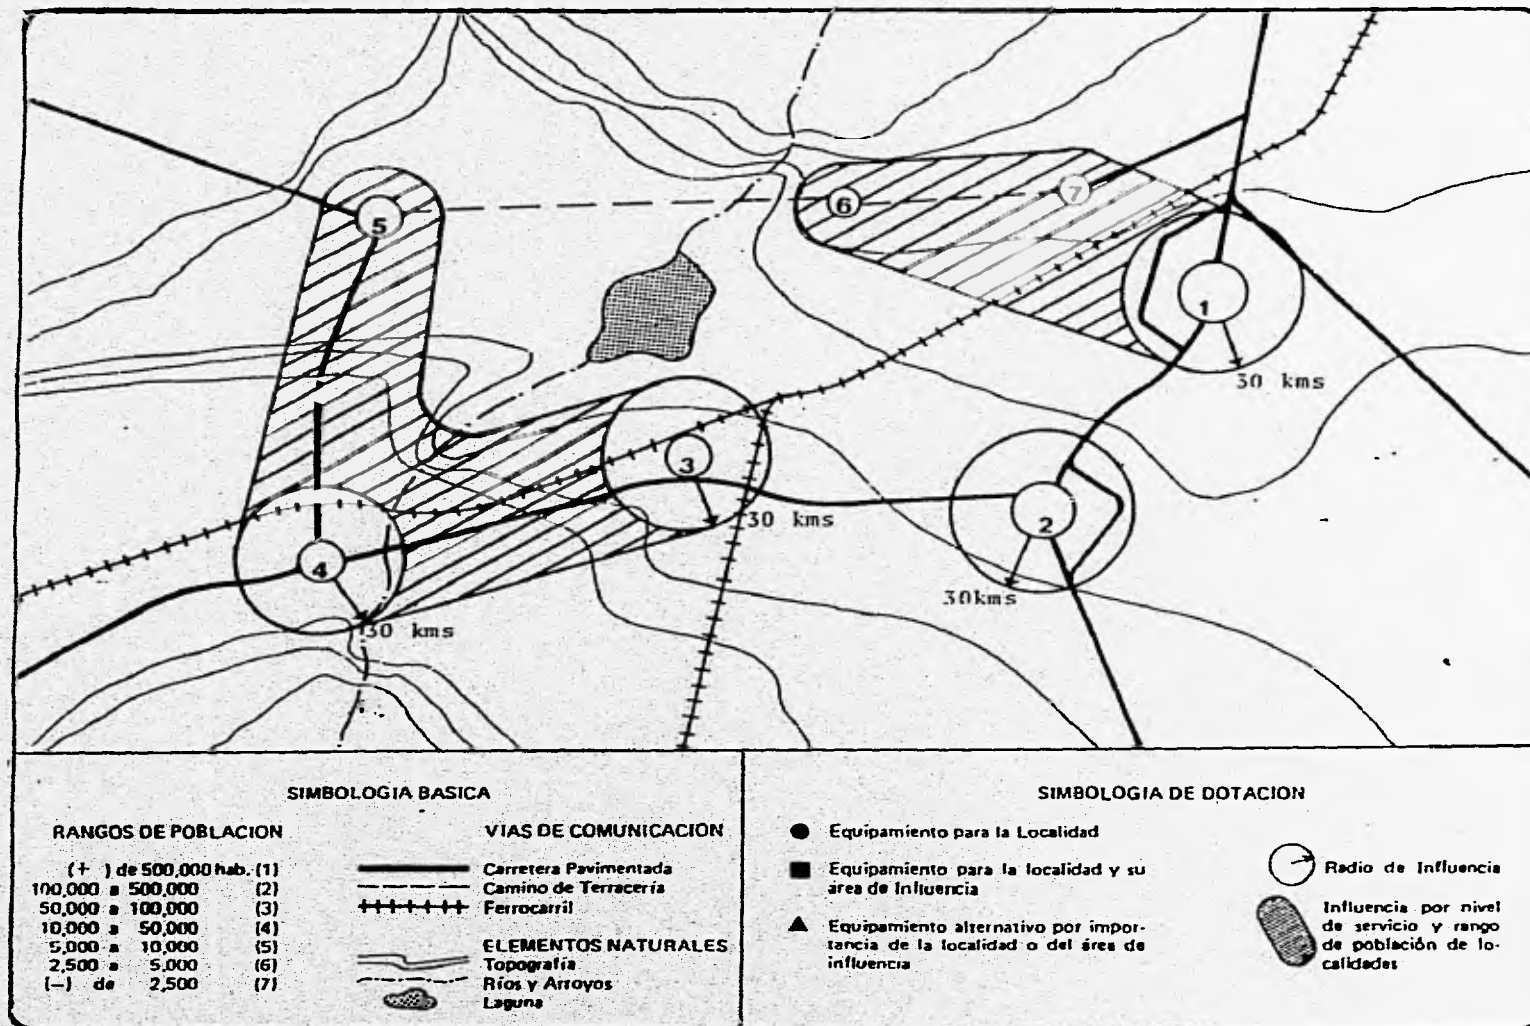 6
7
5
1
30 kms
3
30 kms
2
30kms
4
30 kms
SIMBOLOGIA BASICA
RANGOS DE POBLACION
(+ ) de 500,000 hab. (1)
100,000 a 500,000 (2)
50,000 a 100,000 (3)
10,000 a 50,000 (4)
5,000 a 10,000 (5)
2,500 a 5,000 (6)
(—) de 2,500 (7)
VIAS DE COMUNICACION
Carretera Pavimentada
Camino de Terracería
Ferrocarril
ELEMENTOS NATURALES
Topografía
Ríos y Arroyos
Laguna
SIMBOLOGIA DE DOTACION
Equipamiento para la Localidad
Equipamiento para la localidad y su
área de Influencia
Equipamiento alternativo por impor-
tancia de la localidad o del área de
influencia
Radio de Influencia
Influencia por nivel
de servicio y rango
de población de lo-
calidades